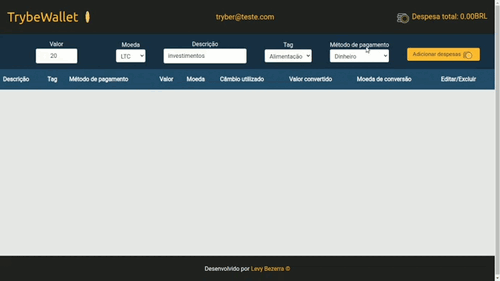 TrybeWallet
tryber@teste.com
Despesa total: 0.00BRL
Valor Moeda Descrição Tag Método de pagamento
20 LTC investimentos Alimentação Dinheiro Adicionar despesas
Descrição Tag Método de pagamento Valor Moeda Câmbio utilizado Valor convertido Moeda de conversão Editar/Excluir
Desenvolvido por Levy Bezerra ©